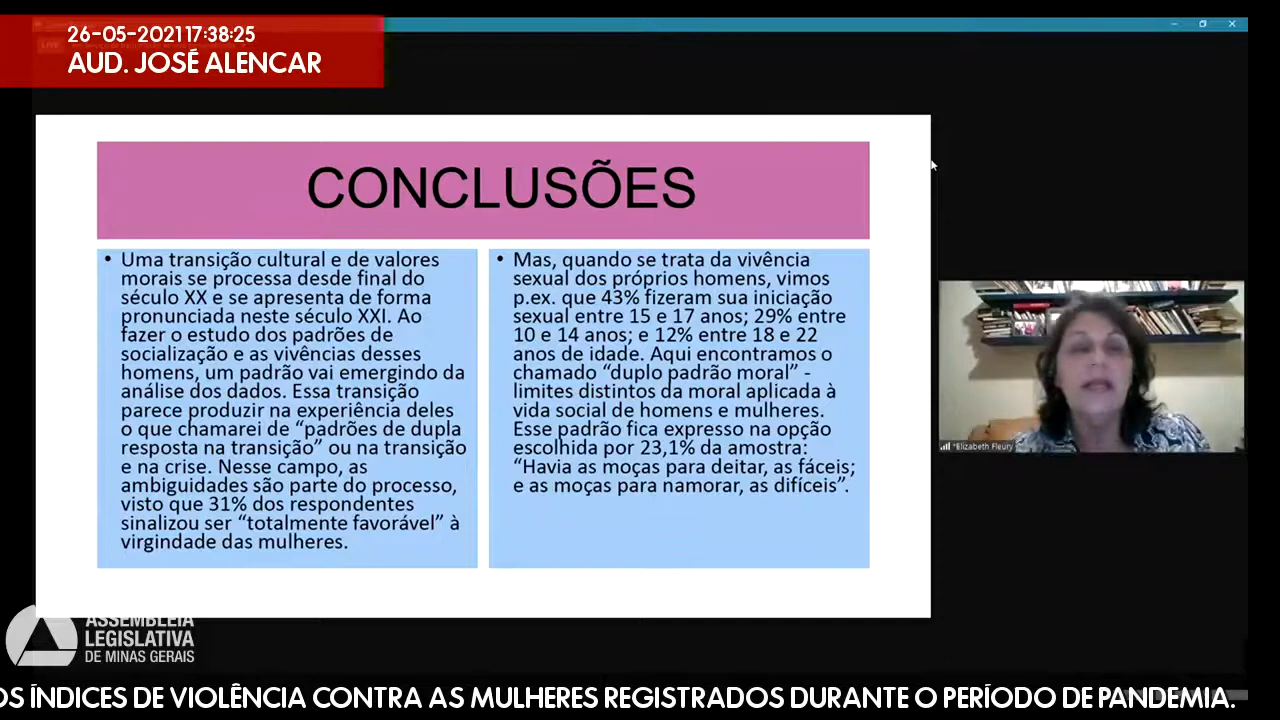 26-05-2021 17:38:25
AUD. JOSÉ ALENCAR
CONCLUSÕES
• Uma transição cultural e de valores
morais se processa desde final do
século XX e se apresenta de forma
pronunciada neste século XXI. Ao
fazer o estudo dos padrões de
socialização e as vivências desses
homens, um padrão vai emergindo da
análise dos dados. Essa transição
parece produzir na experiência deles
o que chamarei de “padrões de dupla
resposta na transição” ou na transição
e na crise. Nesse campo, as
ambiguidades são parte do processo,
visto que 31% dos respondentes
sinalizou ser “totalmente favorável” à
virgindade das mulheres.
• Mas, quando se trata da vivência
sexual dos próprios homens, vimos
p.ex. que 43% fizeram sua iniciação
sexual entre 15 e 17 anos; 29% entre
10 e 14 anos; e 12% entre 18 e 22
anos de idade. Aqui encontramos o
chamado “duplo padrão moral” -
limites distintos da moral aplicada à
vida social de homens e mulheres.
Esse padrão fica expresso na opção
escolhida por 23,1% da amostra:
“Havia as moças para deitar, as fáceis;
e as moças para namorar, as difíceis”.
*Elizabeth Fleury
ASSEMBLEIA
LEGISLATIVA
DE MINAS GERAIS
OS ÍNDICES DE VIOLÊNCIA CONTRA AS MULHERES REGISTRADOS DURANTE O PERÍODO DE PANDEMIA.